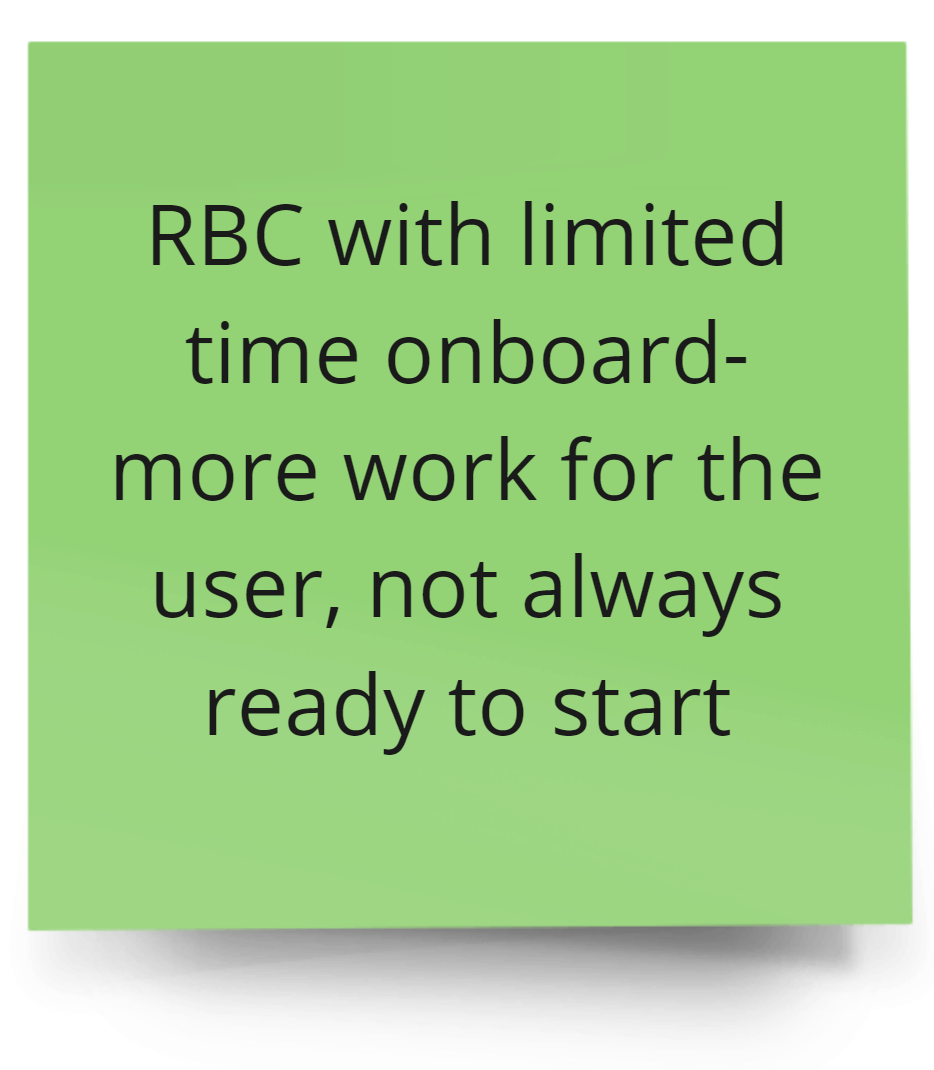 RBC with limited
time onboard-
more work for the
user, not always
ready to start